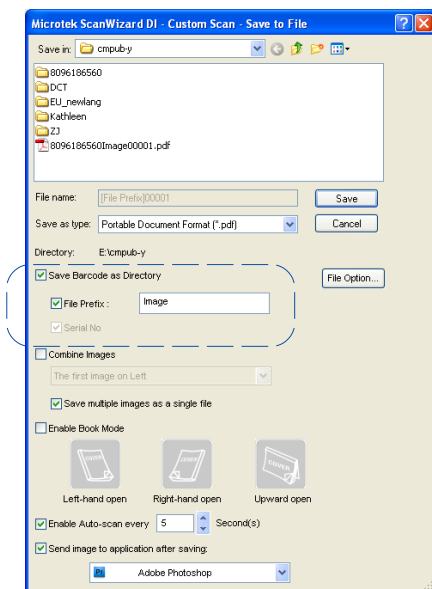 Microtek ScanWizard DI - Custom Scan - Save to File
Save in: cmpub-y
8096186560
DCT
EU_newlang
Kathleen
ZJ
8096186560Image00001.pdf
File name: [File Prefix]00001 Save
Save as type: Portable Document Format (*.pdf) Cancel
Directory: E:\cmpub-y
Save Barcode as Directory File Option...
File Prefix : Image
Serial No
Combine Images
The first image on Left
Save multiple images as a single file
Enable Book Mode
COVER COVER COVER
Left-hand open Right-hand open Upward open
Enable Auto-scan every 5 Second(s)
Send image to application after saving:
Ps Adobe Photoshop